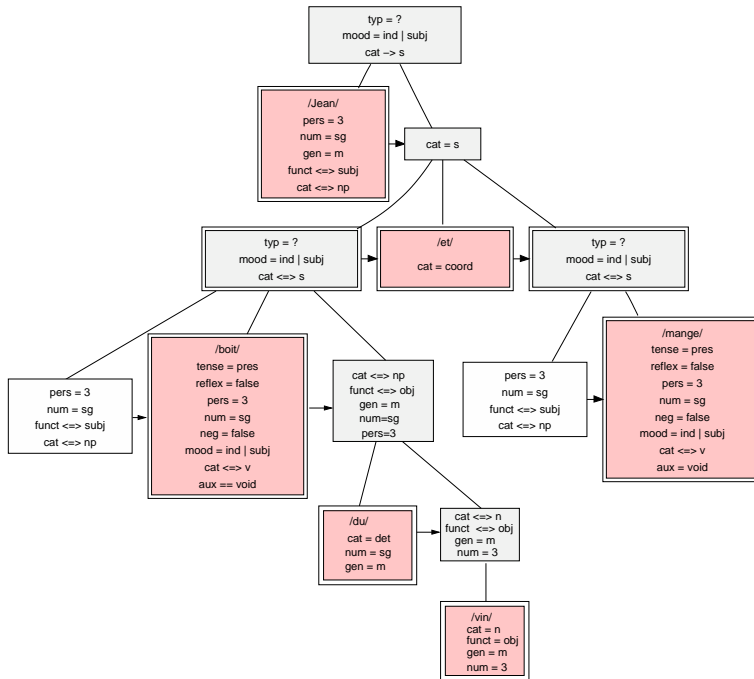 typ = ?
mood = ind | subj
cat −> s
/Jean/
pers = 3
num = sg
gen = m
funct <=> subj
cat <=> np
cat = s
typ = ?
mood = ind | subj
cat <=> s
/et/
cat = coord
typ = ?
mood = ind | subj
cat <=> s
pers = 3
num = sg
funct <=> subj
cat <=> np
/boit/
tense = pres
reflex = false
pers = 3
num = sg
neg = false
mood = ind | subj
cat <=> v
aux == void
cat <=> np
funct <=> obj
gen = m
num=sg
pers=3
pers = 3
num = sg
funct <=> subj
cat <=> np
/mange/
tense = pres
reflex = false
pers = 3
num = sg
neg = false
mood = ind | subj
cat <=> v
aux = void
/du/
cat = det
num = sg
gen = m
cat <=> n
funct <=> obj
gen = m
num = 3
/vin/
cat = n
funct = obj
gen = m
num = 3